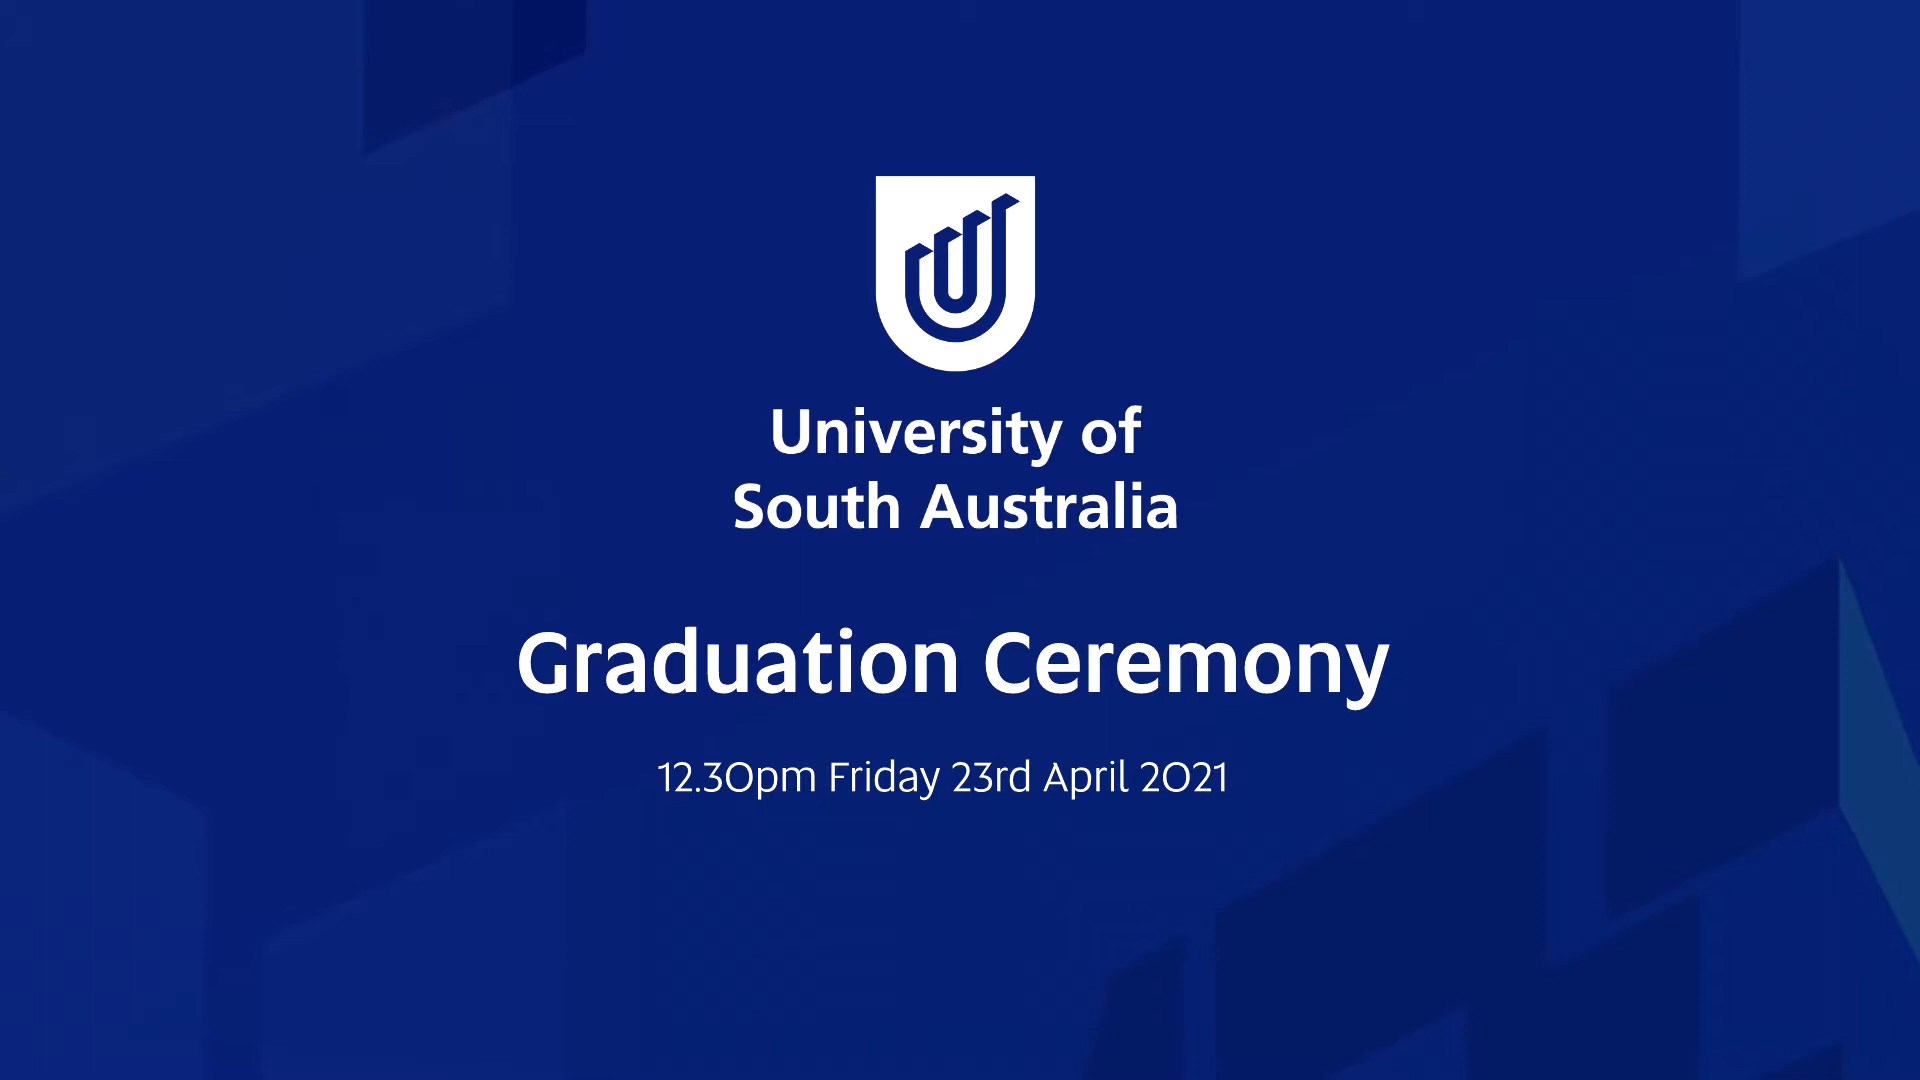 University of
South Australia
Graduation Ceremony
12.30pm Friday 23rd April 2021